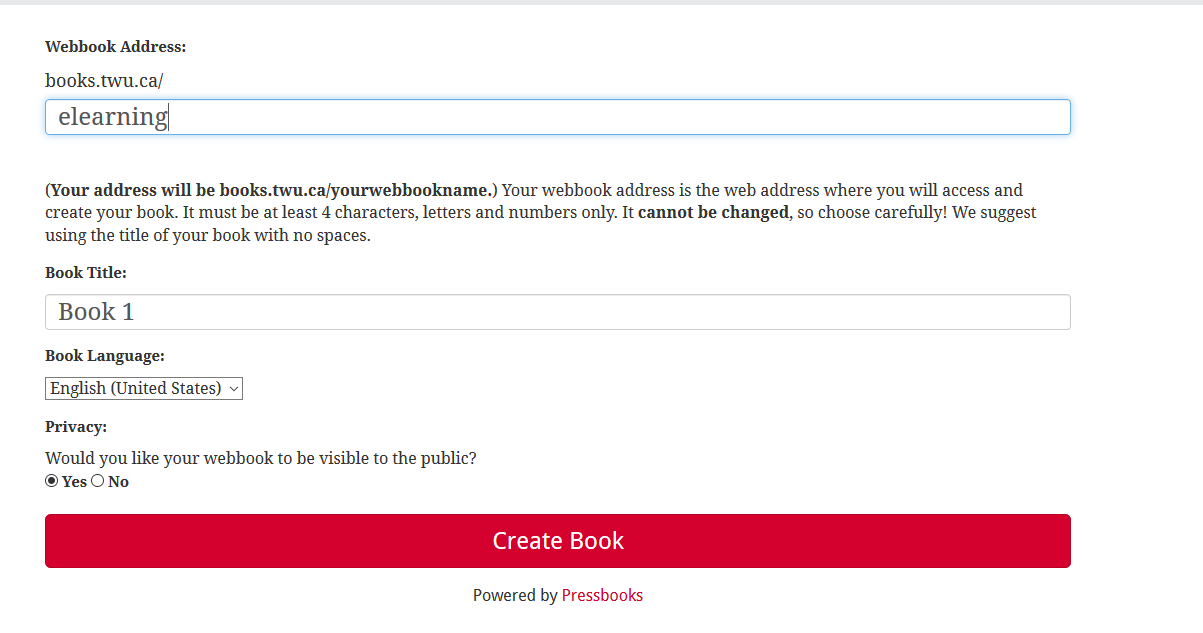 Webbook Address:
books.twu.ca/
elearning
(Your address will be books.twu.ca/yourwebbookname.) Your webbook address is the web address where you will access and
create your book. It must be at least 4 characters, letters and numbers only. It cannot be changed, so choose carefully! We suggest
using the title of your book with no spaces.
Book Title:
Book 1
Book Language:
English (United States)
Privacy:
Would you like your webbook to be visible to the public?
Yes No
Create Book
Powered by Pressbooks